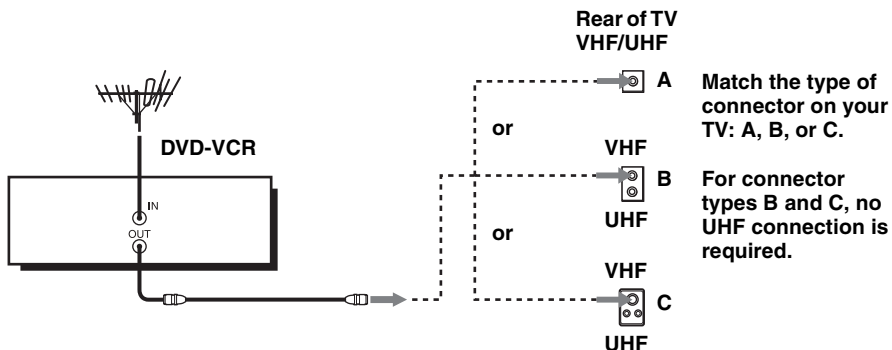 Rear of TV
VHF/UHF
A
Match the type of
connector on your
TV: A, B, or C.
or
DVD-VCR
VHF
B
UHF
For connector
types B and C, no
UHF connection is
required.
IN
OUT
or
VHF
C
UHF